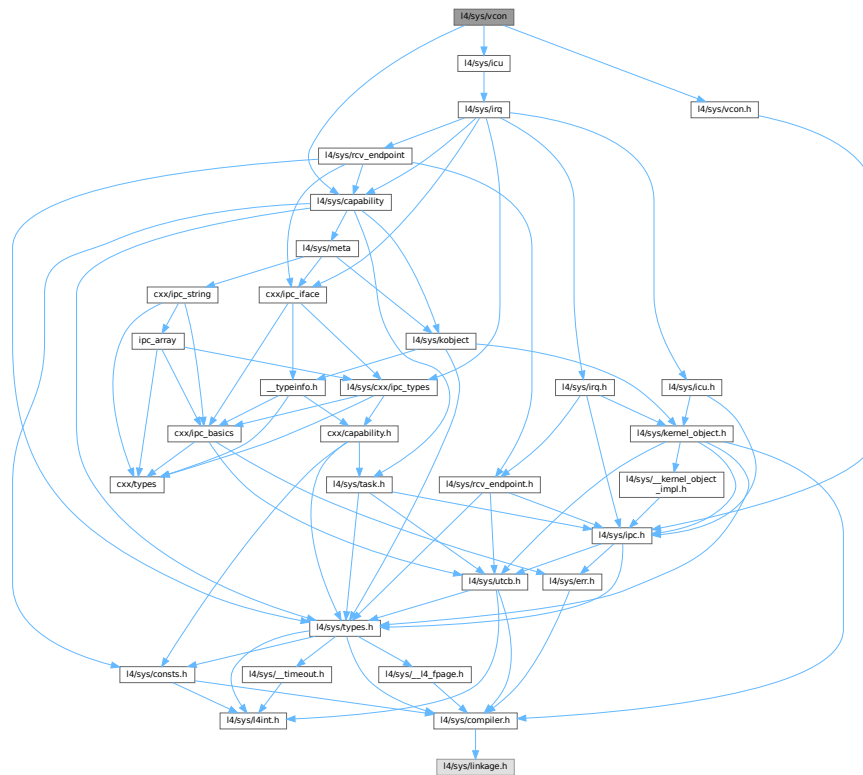 l4/sys/vcon
l4/sys/icu
l4/sys/irq
l4/sys/vcon.h
l4/sys/rcv_endpoint
l4/sys/capability
l4/sys/meta
cxx/ipc_string
cxx/ipc_iface
ipc_array
l4/sys/kobject
__typeinfo.h
l4/sys/cxx/ipc_types
l4/sys/irq.h
l4/sys/icu.h
cxx/ipc_basics
cxx/capability.h
l4/sys/kernel_object.h
cxx/types
l4/sys/task.h
l4/sys/rcv_endpoint.h
l4/sys/__kernel_object
_impl.h
l4/sys/ipc.h
l4/sys/utcb.h
l4/sys/err.h
l4/sys/types.h
l4/sys/consts.h
l4/sys/__timeout.h
l4/sys/__l4_fpage.h
l4/sys/l4int.h
l4/sys/compiler.h
l4/sys/linkage.h